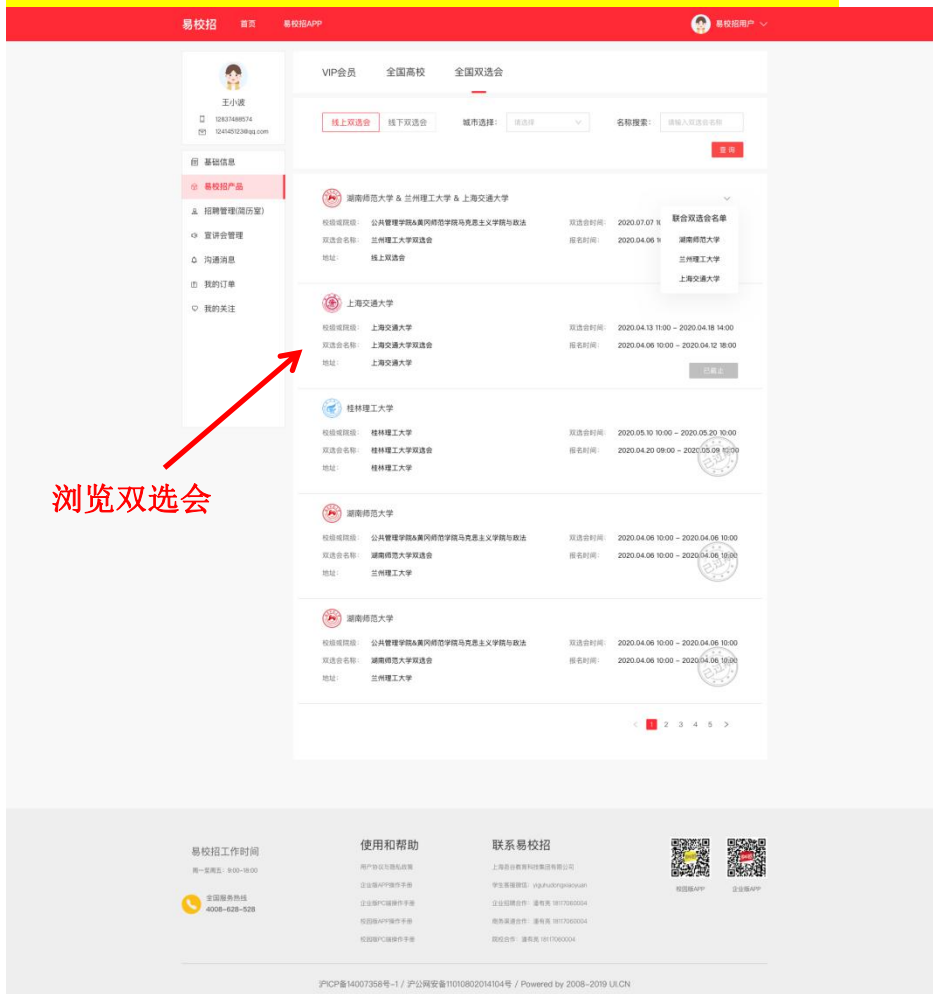 易校招 首页 易校招APP 易校招用户
王小波
12837488574
124145123@qq.com
基础信息
易校招产品
招聘管理(简历室)
宣讲会管理
沟通消息
我的订单
我的关注
VIP会员 全国高校 全国双选会
线上双选会 线下双选会 城市选择： 请选择 名称搜索： 请输入双选会名称
查 询
湖南师范大学 & 兰州理工大学 & 上海交通大学
校级或院级： 公共管理学院&黄冈师范学院马克思主义学院与政法 双选会时间： 2020.07.07
双选会名称： 兰州理工大学双选会 报名时间： 2020.04.06
地址： 线上双选会
联合双选会名单
湖南师范大学
兰州理工大学
上海交通大学
上海交通大学
校级或院级： 上海交通大学 双选会时间： 2020.04.13 11:00 ~ 2020.04.18 14:00
双选会名称： 上海交通大学双选会 报名时间： 2020.04.06 10:00 ~ 2020.04.12 18:00
地址： 上海交通大学
已截止
桂林理工大学
校级或院级： 桂林理工大学 双选会时间： 2020.05.10 10:00 ~ 2020.05.20 10:00
双选会名称： 桂林理工大学双选会 报名时间： 2020.04.20 09:00 ~ 2020.05.09
地址： 桂林理工大学
浏览双选会
湖南师范大学
校级或院级： 公共管理学院&黄冈师范学院马克思主义学院与政法 双选会时间： 2020.04.06 10:00 ~ 2020.04.06 10:00
双选会名称： 湖南师范大学双选会 报名时间： 2020.04.06 10:00 ~ 2020.04.06 10:00
地址： 兰州理工大学
湖南师范大学
校级或院级： 公共管理学院&黄冈师范学院马克思主义学院与政法 双选会时间： 2020.04.06 10:00 ~ 2020.04.06 10:00
双选会名称： 湖南师范大学双选会 报名时间： 2020.04.06 10:00 ~ 2020.04.06 10:00
地址： 兰州理工大学
< 1 2 3 4 5 >
易校招工作时间
周一至周五：9:00-18:00
全国服务热线
4008-628-528
使用和帮助
用户协议与隐私政策
企业版APP操作手册
企业版PC端操作手册
校园版APP操作手册
校园版PC端操作手册
联系易校招
学生客服微信：
企业招聘合作： 18117060004
商务渠道合作： 18117060004
院校合作： 18117060004
校园版APP 企业版APP
沪ICP备14007358号-1 / 沪公网安备11010802014104号 / Powered by 2008-2019 UI.CN